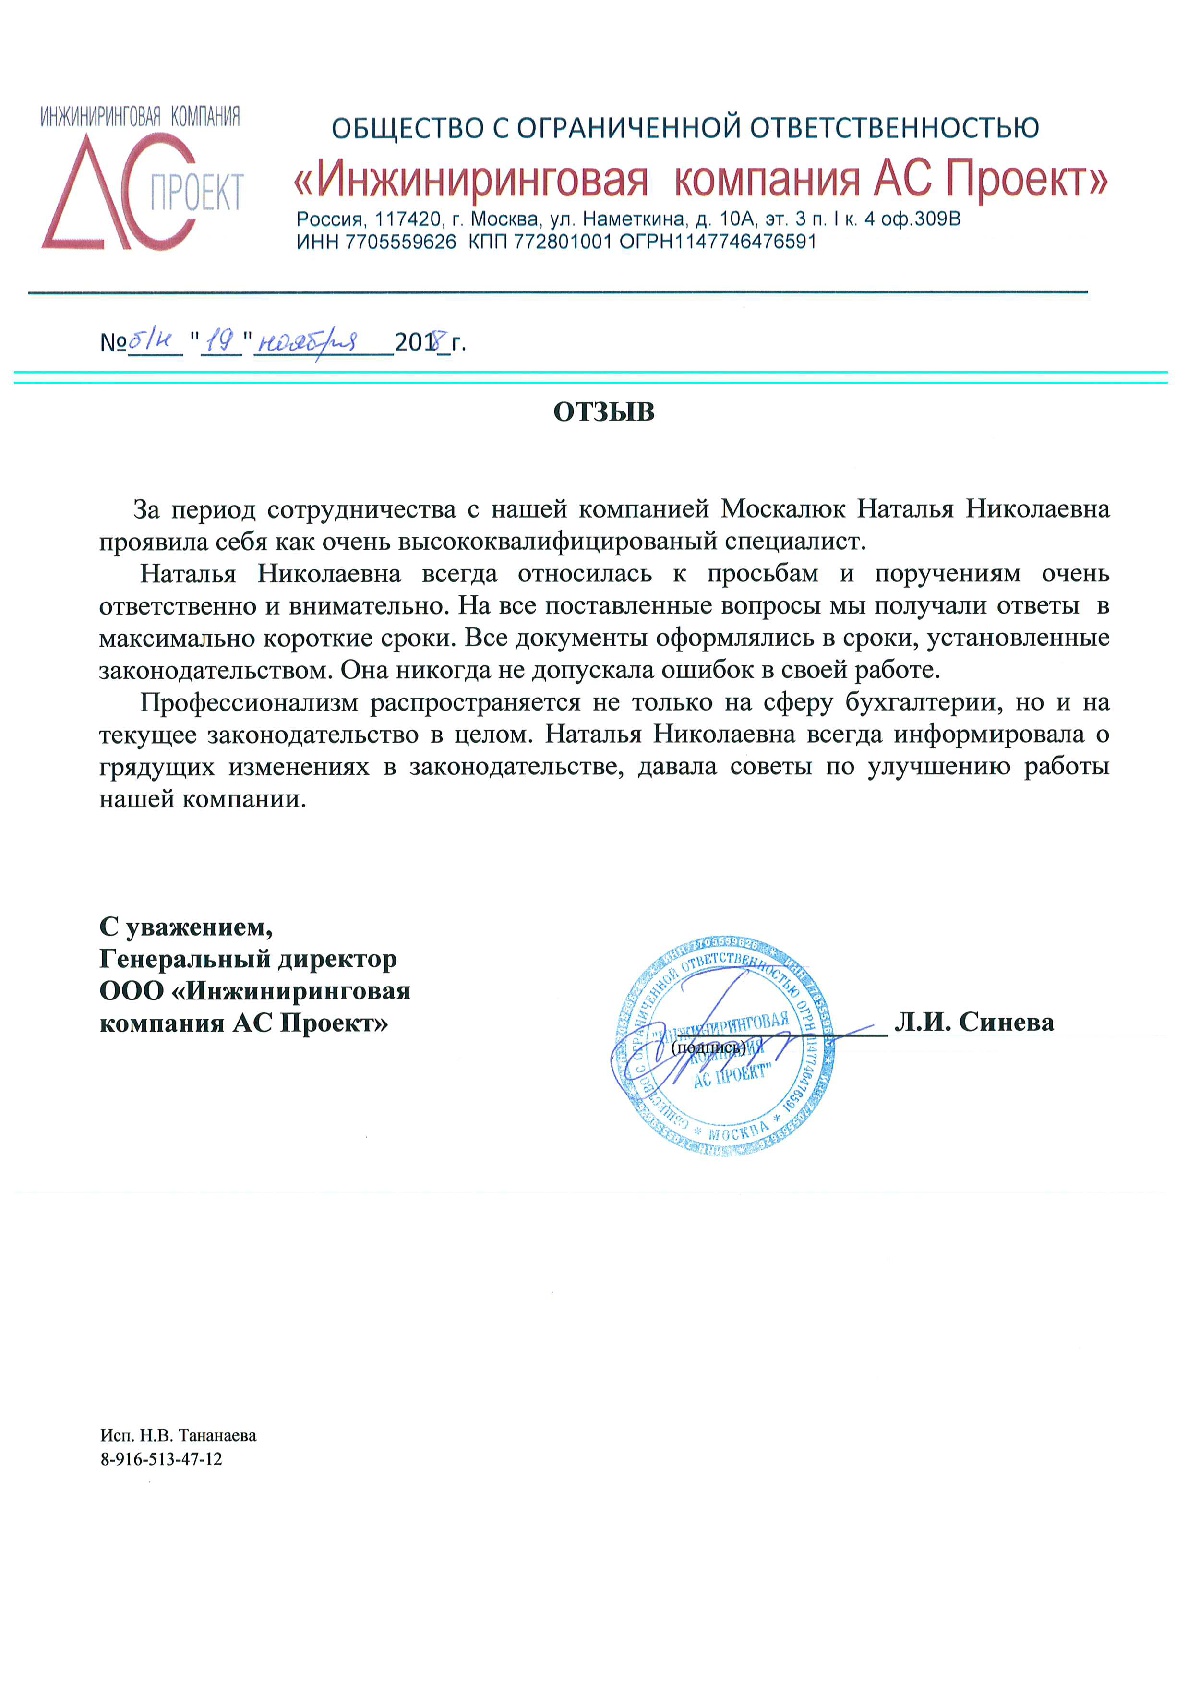 ИНЖИНИРИНГОВАЯ КОМПАНИЯ
АС ПРОЕКТ
ОБЩЕСТВО С ОГРАНИЧЕННОЙ ОТВЕТСТВЕННОСТЬЮ
«Инжиниринговая компания АС Проект»
Россия, 117420, г. Москва, ул. Наметкина, д. 10А, эт. 3 п. I к. 4 оф.309В
ИНН 7705559626 КПП 772801001 ОГРН1147746476591
№ б/н "19" ноября 2018 г.
ОТЗЫВ
За период сотрудничества с нашей компанией Москалюк Наталья Николаевна
проявила себя как очень высококвалифицированый специалист.
Наталья Николаевна всегда относилась к просьбам и поручениям очень
ответственно и внимательно. На все поставленные вопросы мы получали ответы в
максимально короткие сроки. Все документы оформлялись в сроки, установленные
законодательством. Она никогда не допускала ошибок в своей работе.
Профессионализм распространяется не только на сферу бухгалтерии, но и на
текущее законодательство в целом. Наталья Николаевна всегда информировала о
грядущих изменениях в законодательстве, давала советы по улучшению работы
нашей компании.
С уважением,
Генеральный директор
ООО «Инжиниринговая
компания АС Проект» Л.И. Синева
(подпись)
ОБЩЕСТВО С ОГРАНИЧЕННОЙ ОТВЕТСТВЕННОСТЬЮ ОГРН 1147746476591
* МОСКВА *
"ИНЖИНИРИНГОВАЯ
КОМПАНИЯ
АС ПРОЕКТ"
Исп. Н.В. Тананаева
8-916-513-47-12